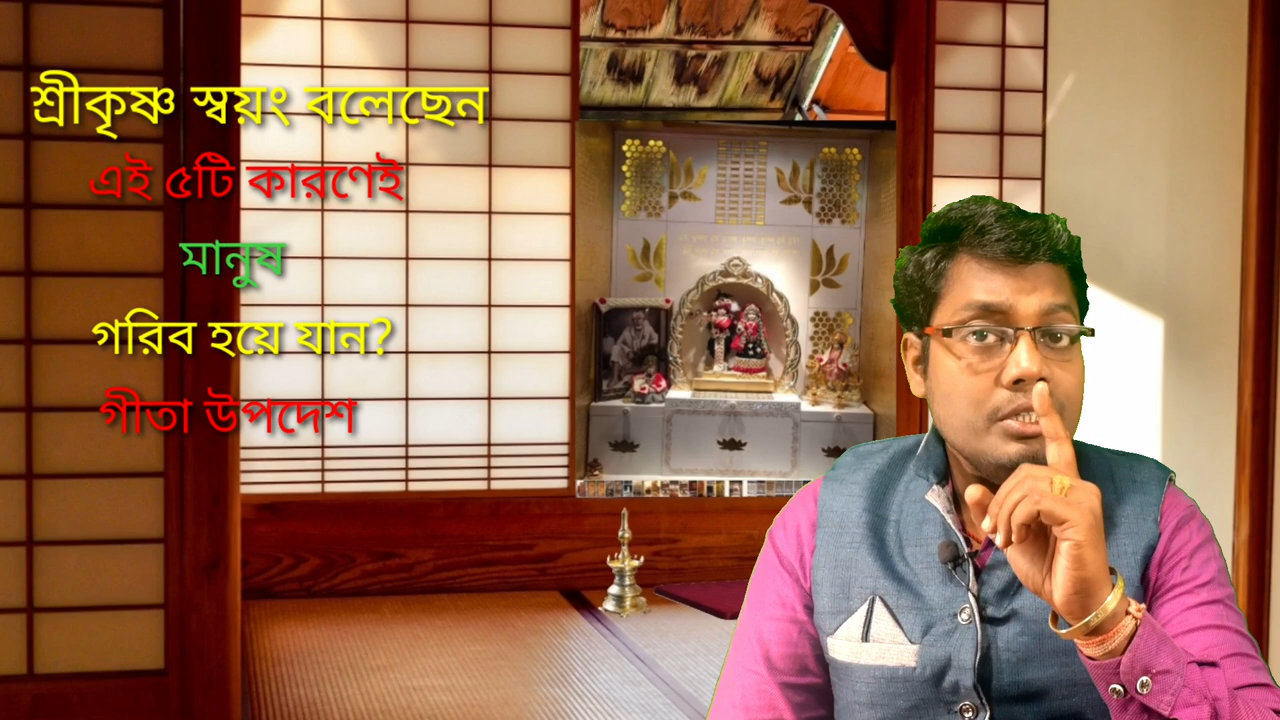 শ্রীকৃষ্ণ স্বয়ং বলেছেন
এই ৫টি কারণেই
মানুষ
গরিব হয়ে যান?
গীতা উপদেশ